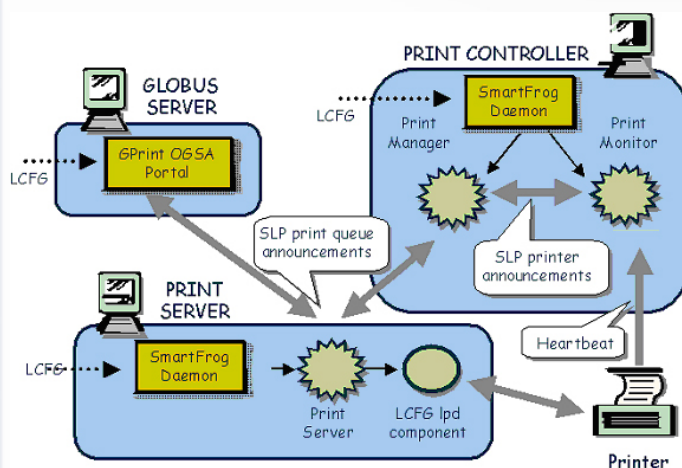 GLOBUS
SERVER
LCFG
GPrint OGSA
Portal
PRINT CONTROLLER
LCFG
SmartFrog
Daemon
Print
Manager
Print
Monitor
SLP print queue
announcements
SLP printer
announcements
Heartbeat
PRINT
SERVER
LCFG
SmartFrog
Daemon
Print
Server
LCFG lpd
component
Printer